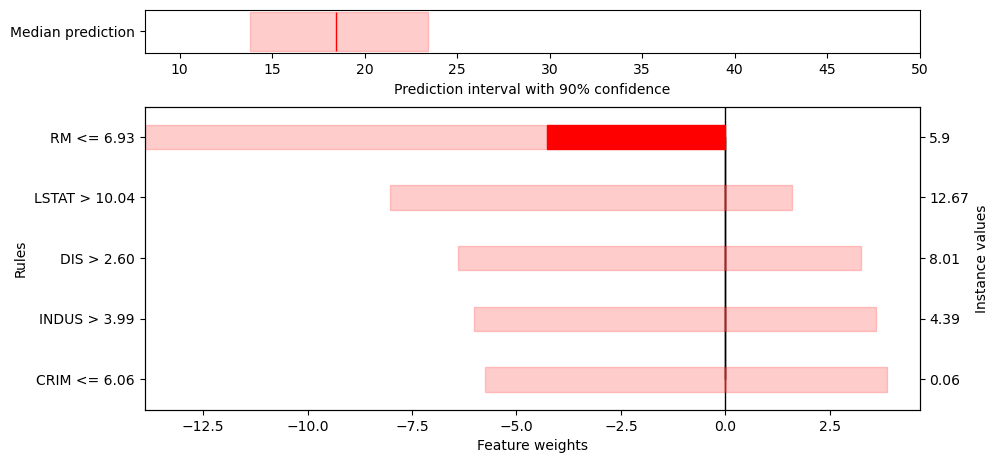 Median prediction
10 15 20 25 30 35 40 45 50
Prediction interval with 90% confidence
RM <= 6.93 5.9
LSTAT > 10.04 12.67
DIS > 2.60 8.01
INDUS > 3.99 4.39
CRIM <= 6.06 0.06
Rules
Instance values
−12.5 −10.0 −7.5 −5.0 −2.5 0.0 2.5
Feature weights